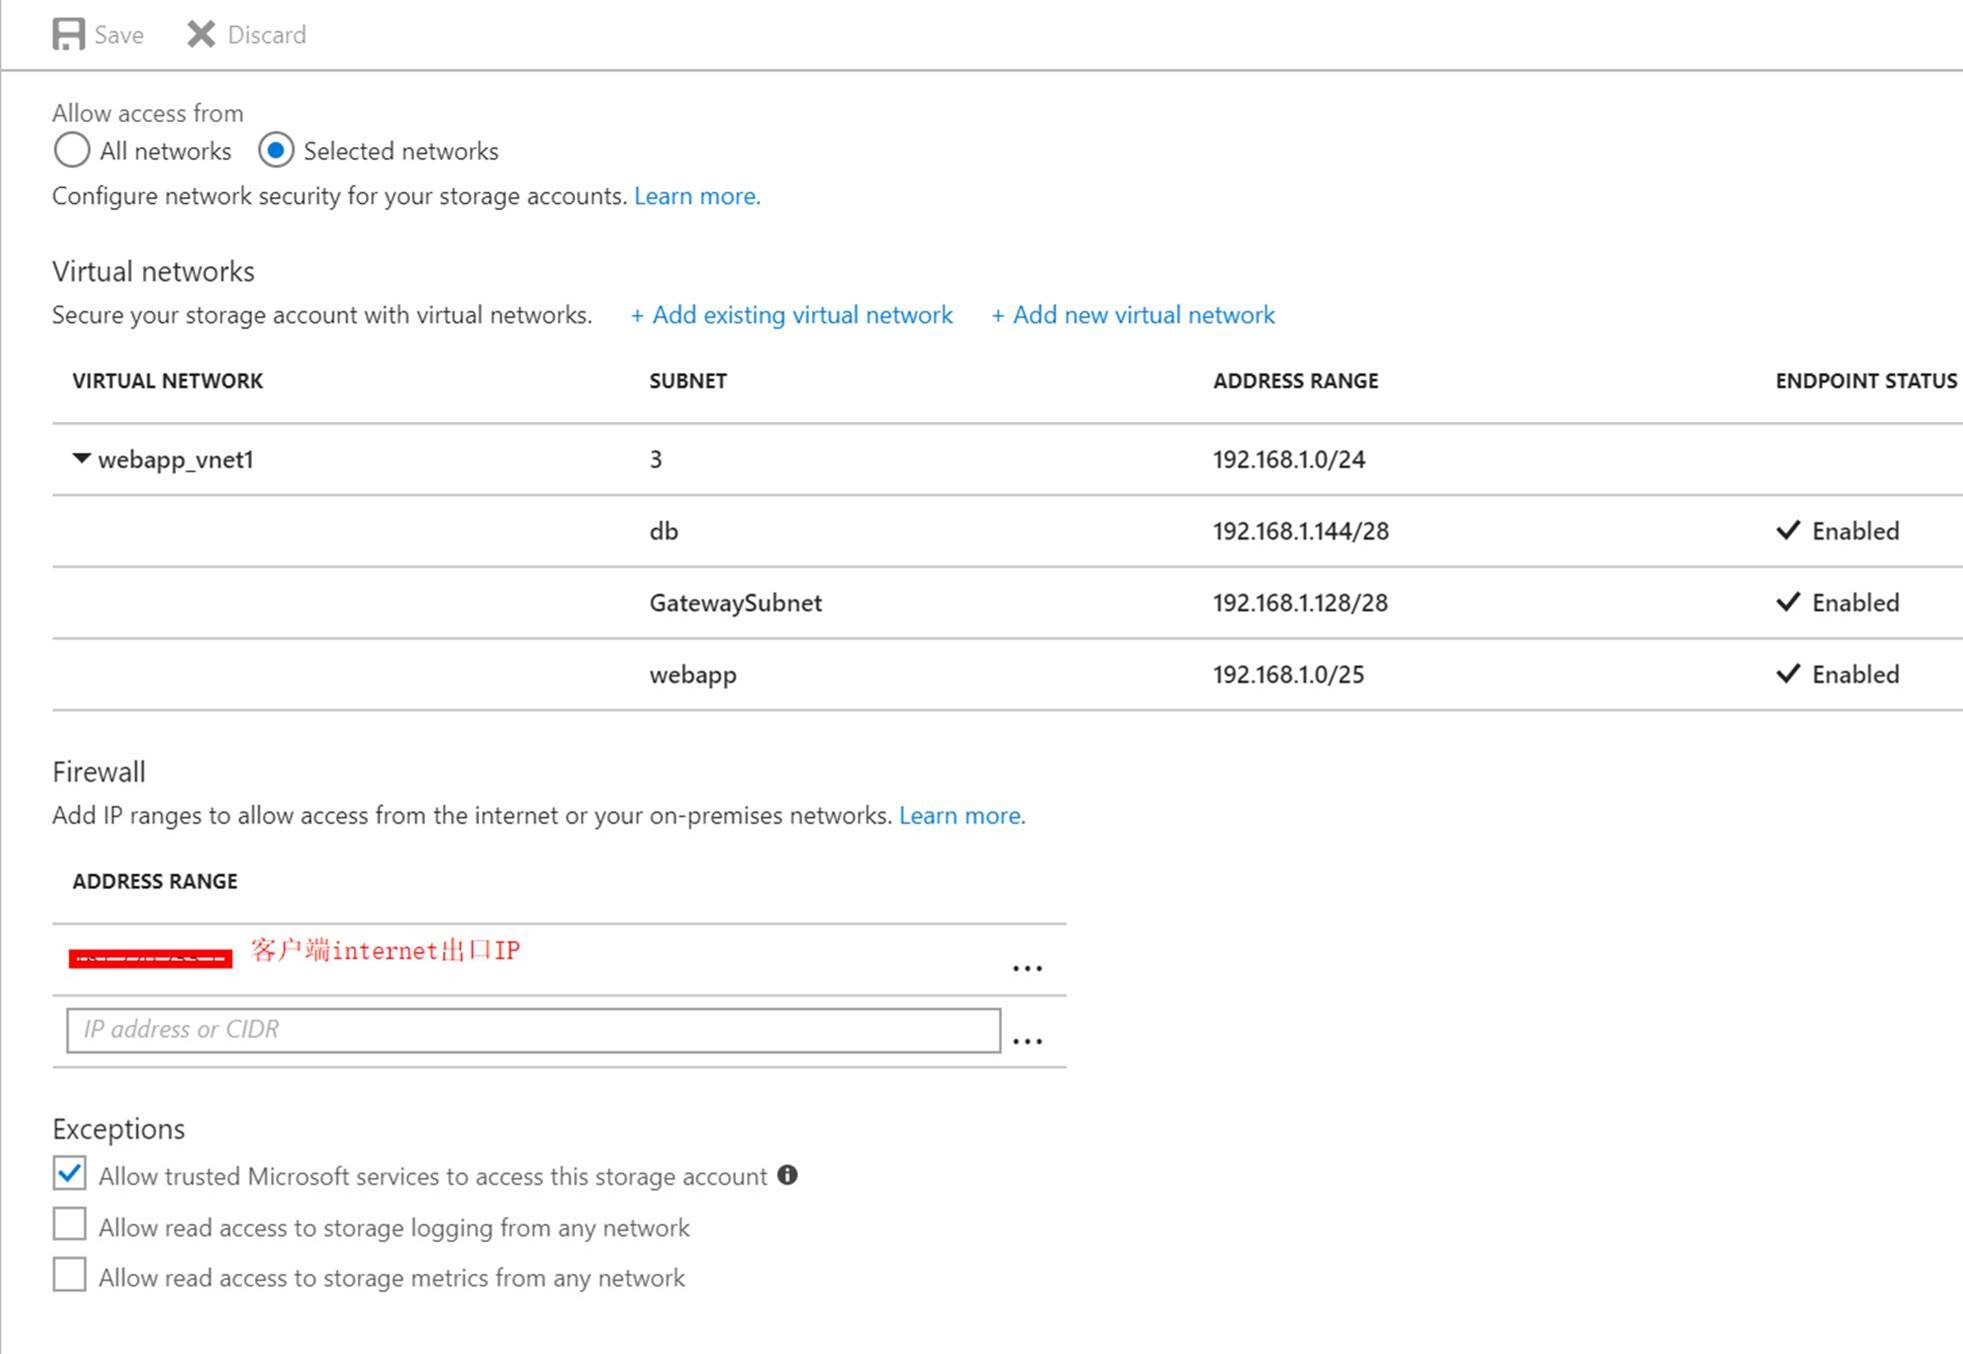 Save Discard
Allow access from
All networks Selected networks
Configure network security for your storage accounts. Learn more.
Virtual networks
Secure your storage account with virtual networks. + Add existing virtual network + Add new virtual network
VIRTUAL NETWORK SUBNET ADDRESS RANGE ENDPOINT STATUS
webapp_vnet1 3 192.168.1.0/24
db 192.168.1.144/28 Enabled
GatewaySubnet 192.168.1.128/28 Enabled
webapp 192.168.1.0/25 Enabled
Firewall
Add IP ranges to allow access from the internet or your on-premises networks. Learn more.
ADDRESS RANGE
客户端internet出口IP ...
IP address or CIDR ...
Exceptions
Allow trusted Microsoft services to access this storage account
Allow read access to storage logging from any network
Allow read access to storage metrics from any network